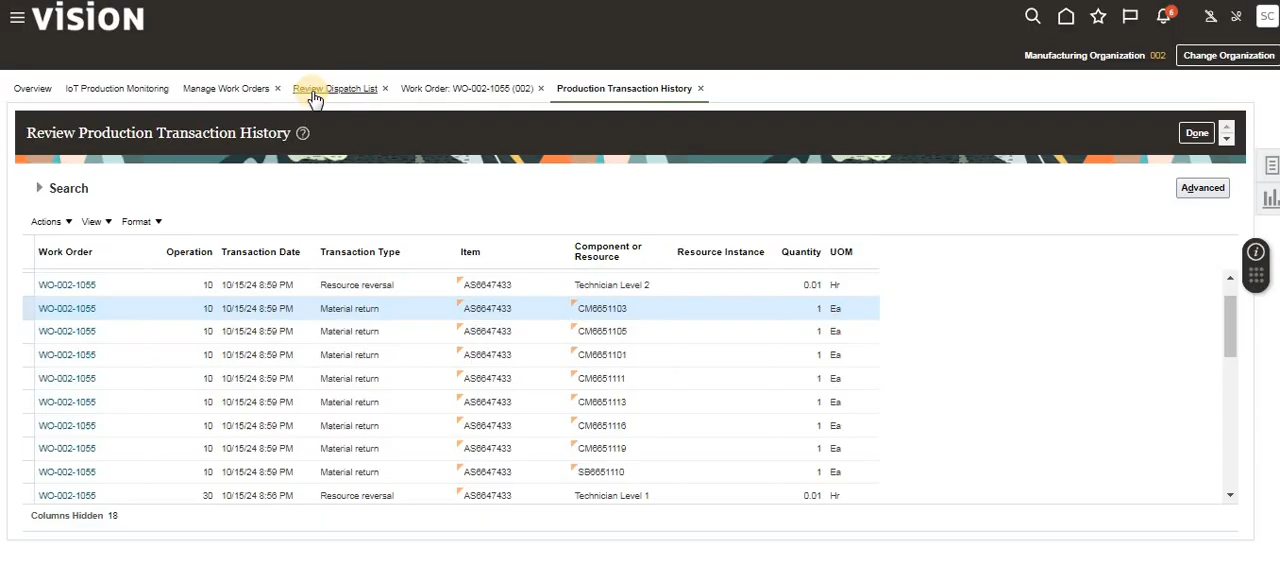 vision
6
SC
Manufacturing Organization 002 Change Organization
Overview IoT Production Monitoring Manage Work Orders × Review Dispatch List × Work Order: WO-002-1055 (002) × Production Transaction History ×
Review Production Transaction History ? Done
Search Advanced
Actions View Format
Work Order Operation Transaction Date Transaction Type Item Component or Resource Resource Instance Quantity UOM
WO-002-1055 10 10/15/24 8:59 PM Resource reversal AS6647433 Technician Level 2 0.01 Hr
WO-002-1055 10 10/15/24 8:59 PM Material return AS6647433 CM6651103 1 Ea
WO-002-1055 10 10/15/24 8:59 PM Material return AS6647433 CM6651105 1 Ea
WO-002-1055 10 10/15/24 8:59 PM Material return AS6647433 CM6651101 1 Ea
WO-002-1055 10 10/15/24 8:59 PM Material return AS6647433 CM6651111 1 Ea
WO-002-1055 10 10/15/24 8:59 PM Material return AS6647433 CM6651113 1 Ea
WO-002-1055 10 10/15/24 8:59 PM Material return AS6647433 CM6651116 1 Ea
WO-002-1055 10 10/15/24 8:59 PM Material return AS6647433 CM6651119 1 Ea
WO-002-1055 10 10/15/24 8:59 PM Material return AS6647433 SB6651110 1 Ea
WO-002-1055 30 10/15/24 8:56 PM Resource reversal AS6647433 Technician Level 1 0.01 Hr
Columns Hidden 18